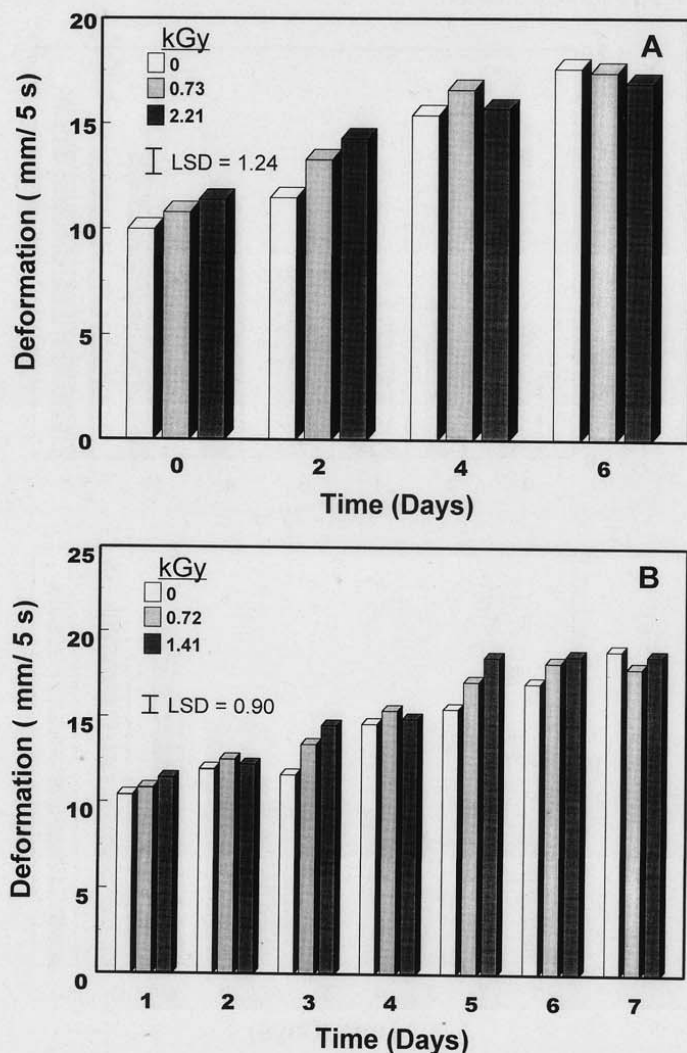 20
15
10
5
0
Deformation ( mm/ 5 s)
kGy
0
0.73
2.21
LSD = 1.24
A
0 2 4 6
Time (Days)
25
20
15
10
5
0
Deformation ( mm/ 5 s)
kGy
0
0.72
1.41
LSD = 0.90
B
1 2 3 4 5 6 7
Time (Days)